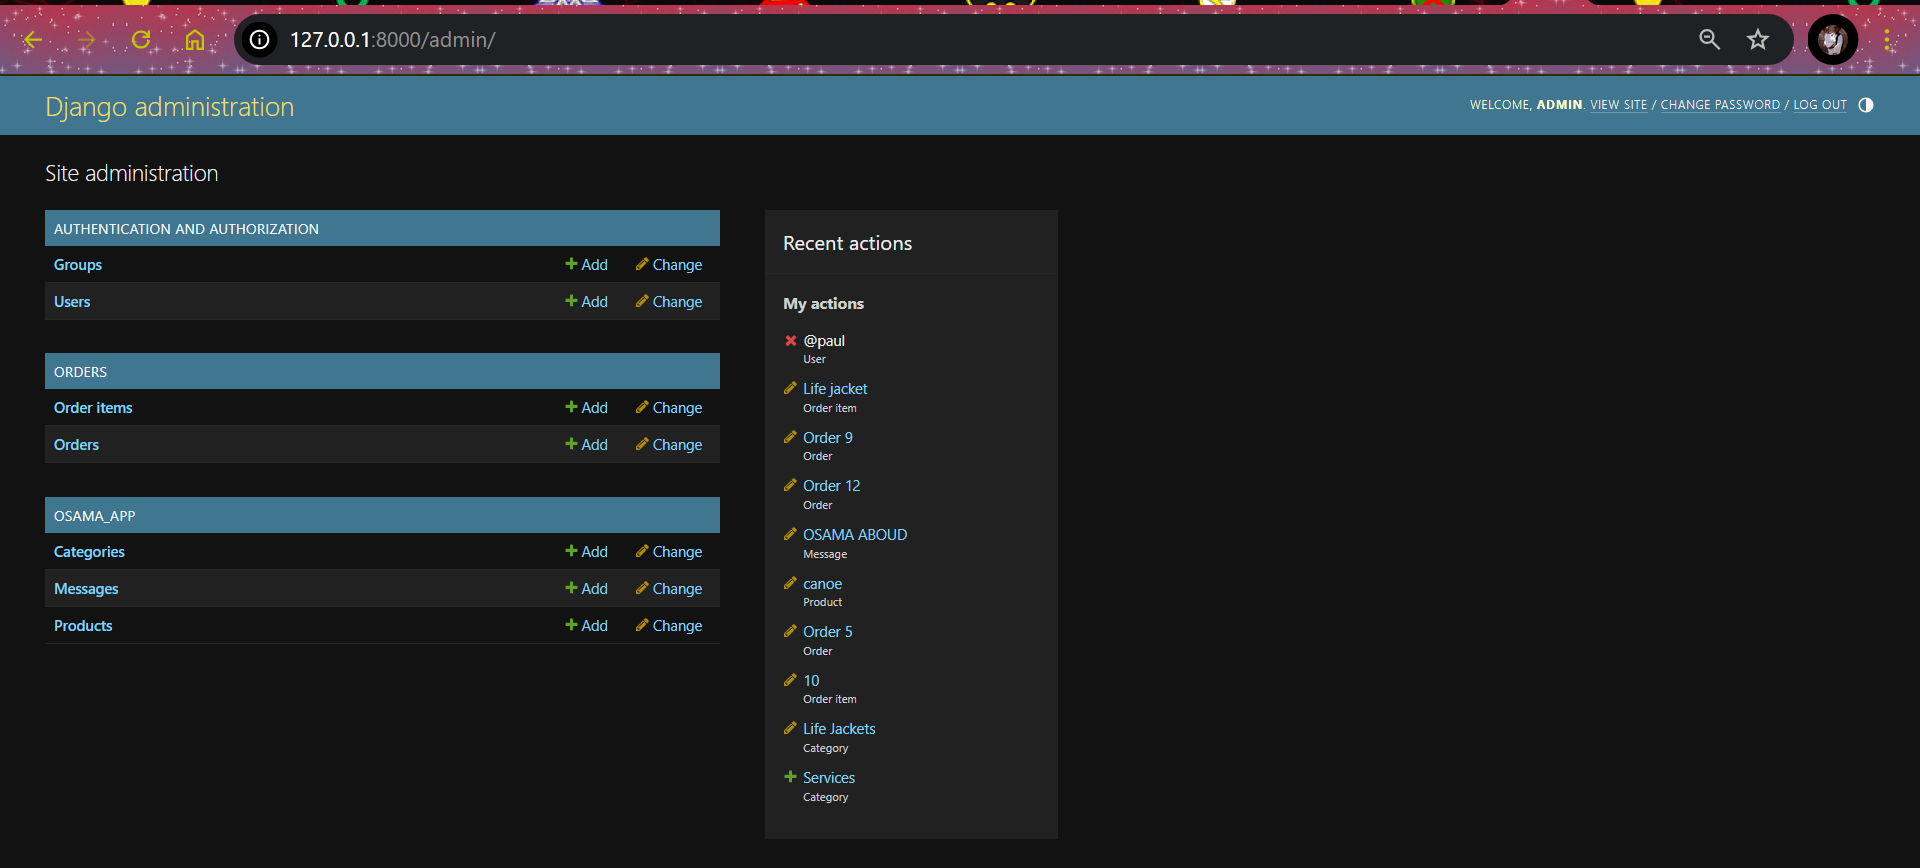 127.0.0.1:8000/admin/
Django administration
WELCOME, ADMIN. VIEW SITE / CHANGE PASSWORD / LOG OUT
Site administration
AUTHENTICATION AND AUTHORIZATION
Groups Add Change
Users Add Change
ORDERS
Order items Add Change
Orders Add Change
OSAMA_APP
Categories Add Change
Messages Add Change
Products Add Change
Recent actions
My actions
@paul
User
Life jacket
Order item
Order 9
Order
Order 12
Order
OSAMA ABOUD
Message
canoe
Product
Order 5
Order
10
Order item
Life Jackets
Category
Services
Category